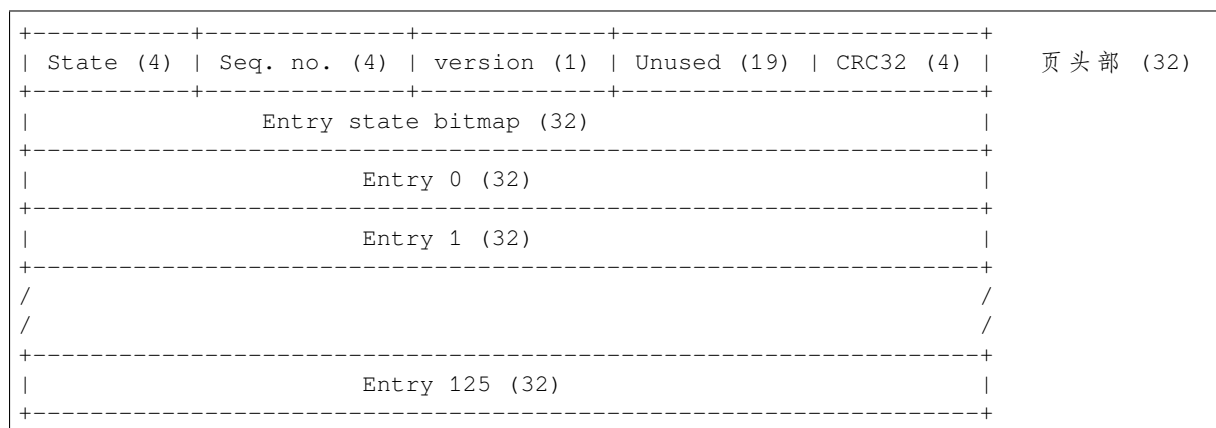 +-----------+--------------+-------------+-------------------------+
| State (4) | Seq. no. (4) | version (1) | Unused (19) | CRC32 (4) | 页头部 (32)
+-----------+--------------+-------------+-------------------------+
| Entry state bitmap (32) |
+------------------------------------------------------------------+
| Entry 0 (32) |
+------------------------------------------------------------------+
| Entry 1 (32) |
+------------------------------------------------------------------+
/ /
/ /
+------------------------------------------------------------------+
| Entry 125 (32) |
+------------------------------------------------------------------+